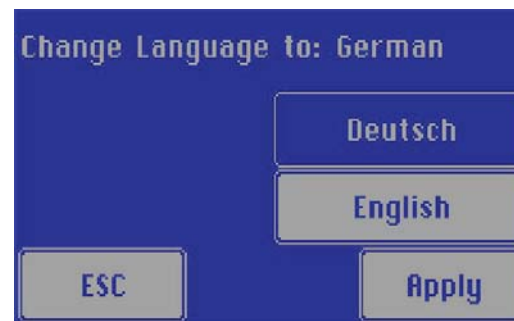 Change Language to: German
Deutsch
English
ESC
Apply